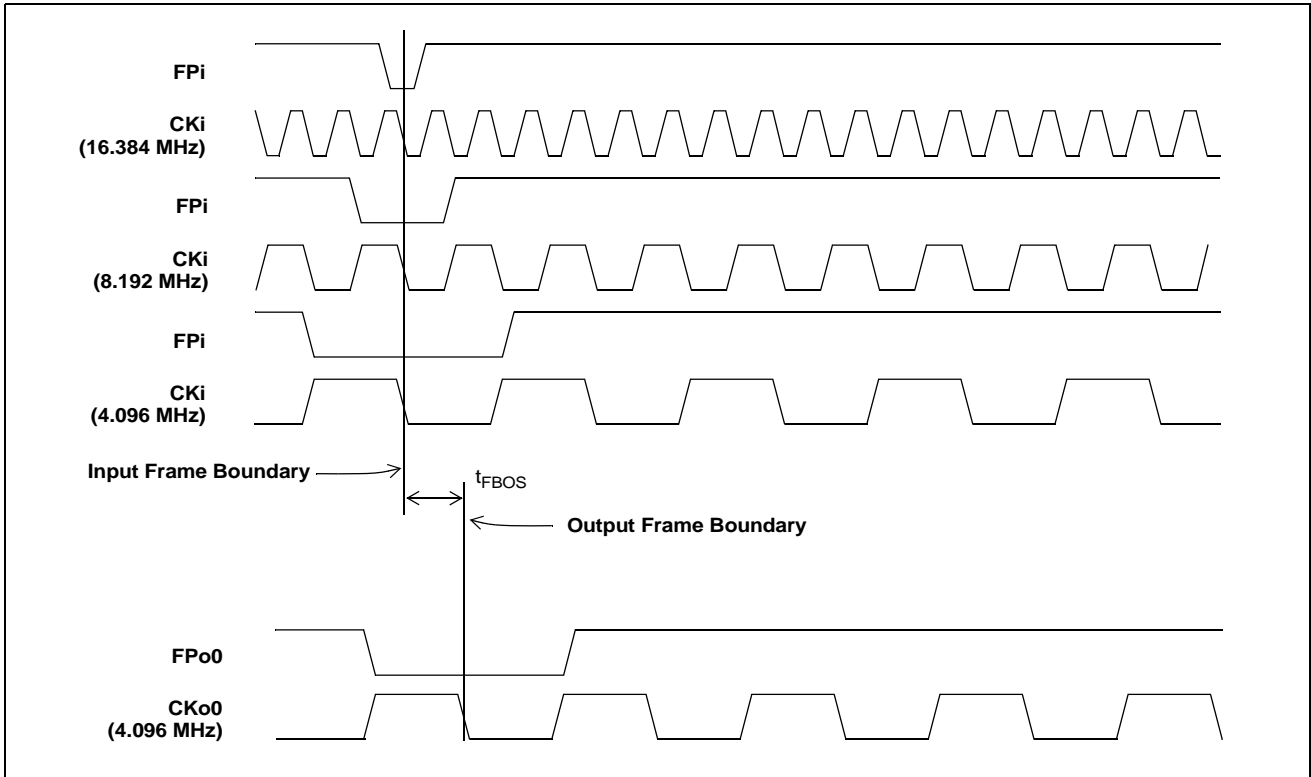 FPi
CKi
(16.384 MHz)
FPi
CKi
(8.192 MHz)
FPi
CKi
(4.096 MHz)
Input Frame Boundary
tFBOS
Output Frame Boundary
FPo0
CKo0
(4.096 MHz)